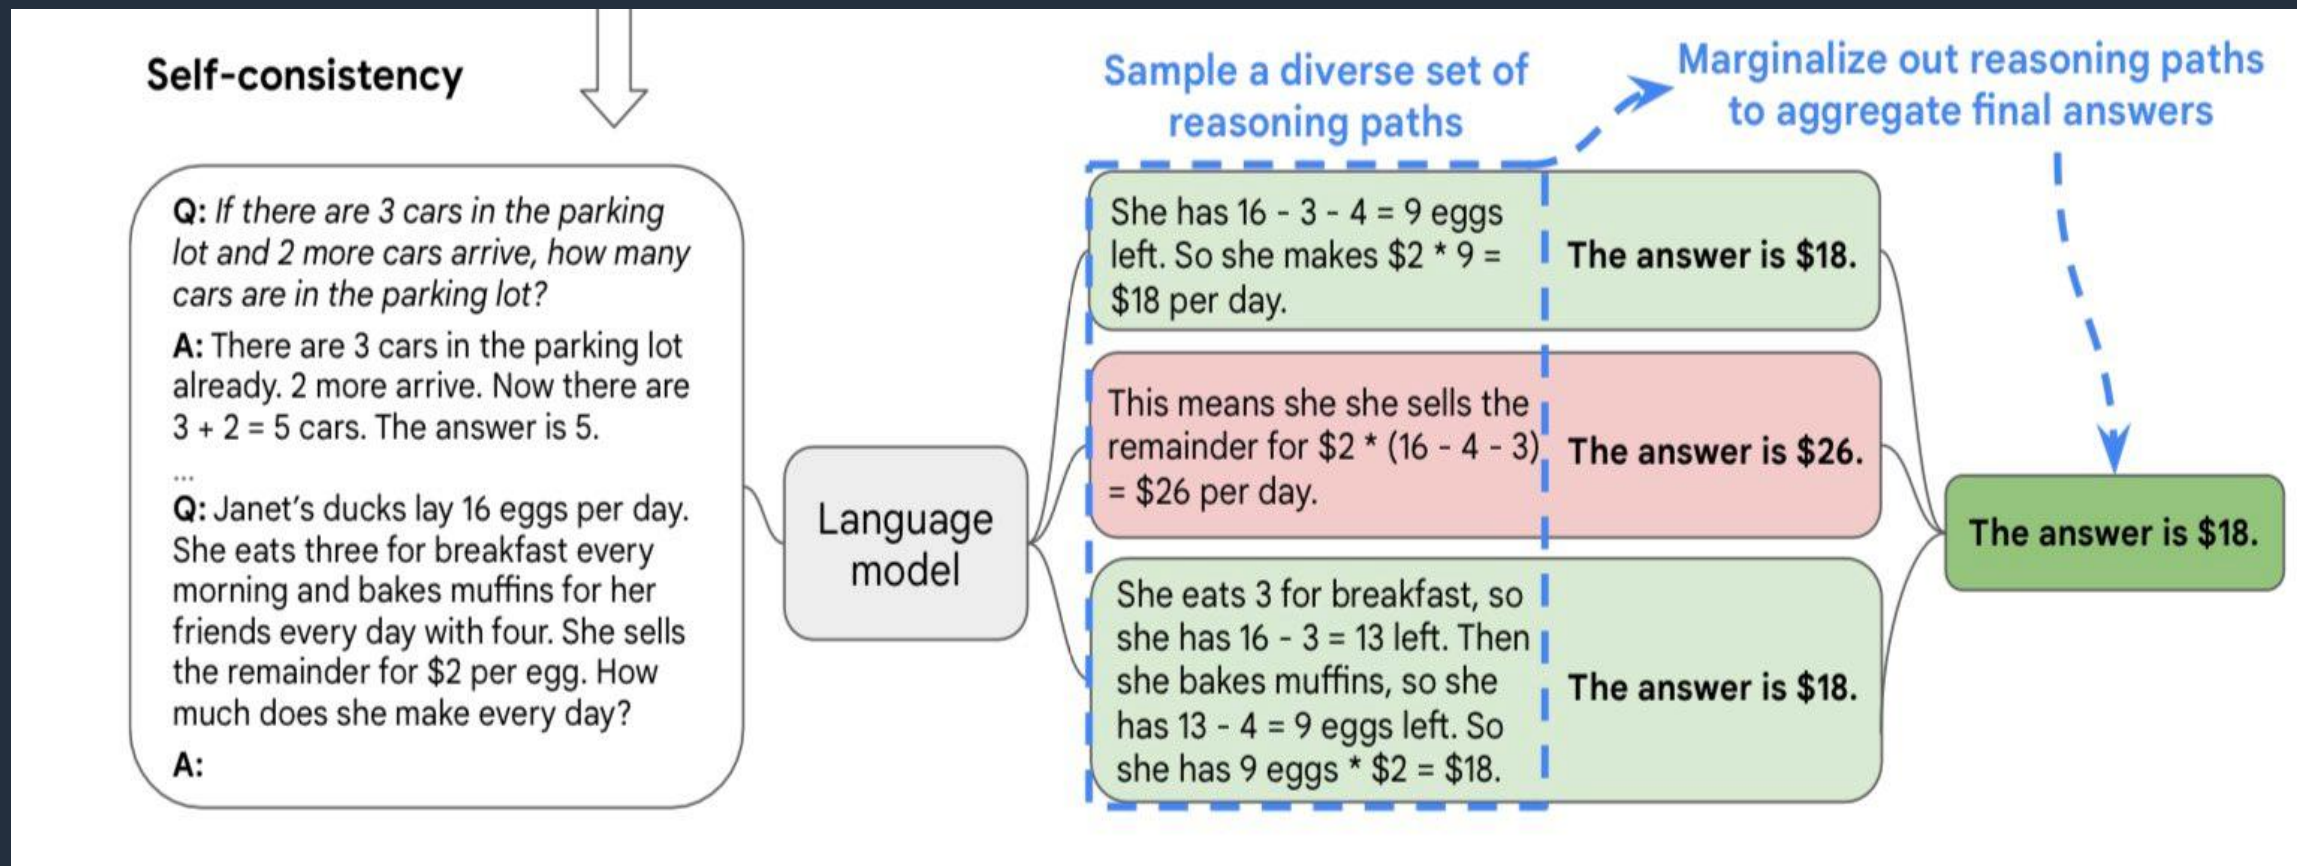 Self-consistency
Sample a diverse set of
reasoning paths
Marginalize out reasoning paths
to aggregate final answers
Q: If there are 3 cars in the parking
lot and 2 more cars arrive, how many
cars are in the parking lot?
A: There are 3 cars in the parking lot
already. 2 more arrive. Now there are
3 + 2 = 5 cars. The answer is 5.
...
Q: Janet’s ducks lay 16 eggs per day.
She eats three for breakfast every
morning and bakes muffins for her
friends every day with four. She sells
the remainder for $2 per egg. How
much does she make every day?
A:
Language
model
She has 16 - 3 - 4 = 9 eggs
left. So she makes $2 * 9 =
$18 per day.
The answer is $18.
This means she she sells the
remainder for $2 * (16 - 4 - 3)
= $26 per day.
The answer is $26.
She eats 3 for breakfast, so
she has 16 - 3 = 13 left. Then
she bakes muffins, so she
has 13 - 4 = 9 eggs left. So
she has 9 eggs * $2 = $18.
The answer is $18.
The answer is $18.